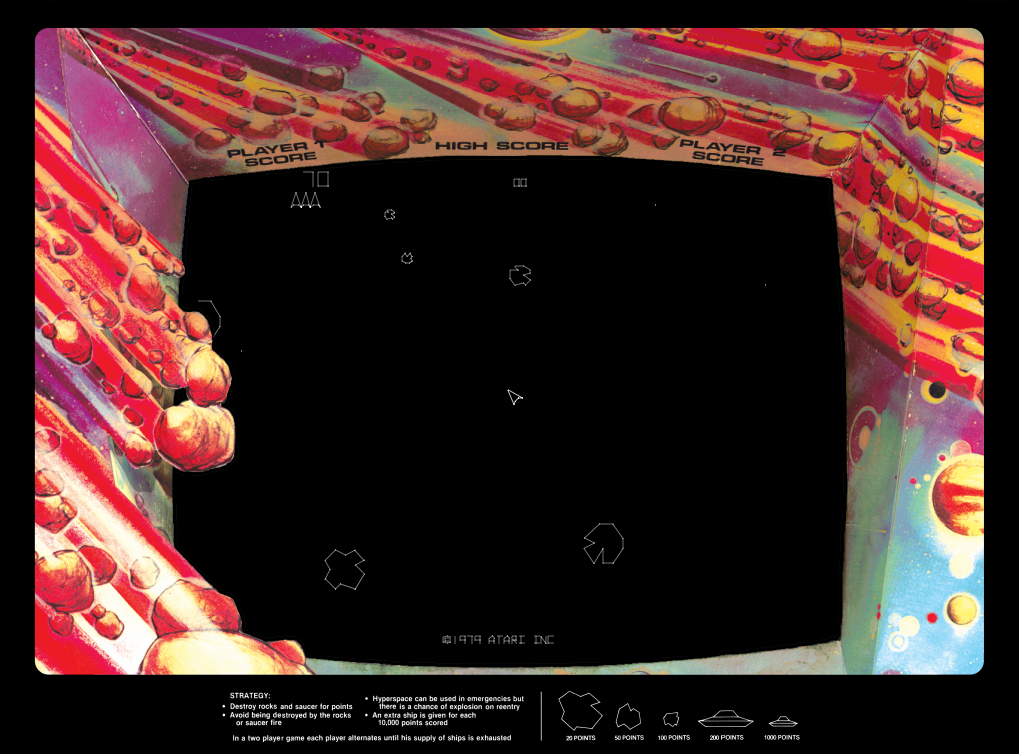 PLAYER 1
SCORE
HIGH SCORE
PLAYER 2
SCORE
70
00
©1979 ATARI INC
STRATEGY:
• Destroy rocks and saucer for points
• Avoid being destroyed by the rocks
or saucer fire
• Hyperspace can be used in emergencies but
there is a chance of explosion on reentry
• An extra ship is given for each
10,000 points scored
In a two player game each player alternates until his supply of ships is exhausted
20 POINTS
50 POINTS
100 POINTS
200 POINTS
1000 POINTS